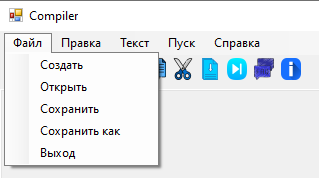 Compiler
Файл Правка Текст Пуск Справка
Создать
Открыть
Сохранить
Сохранить как
Выход